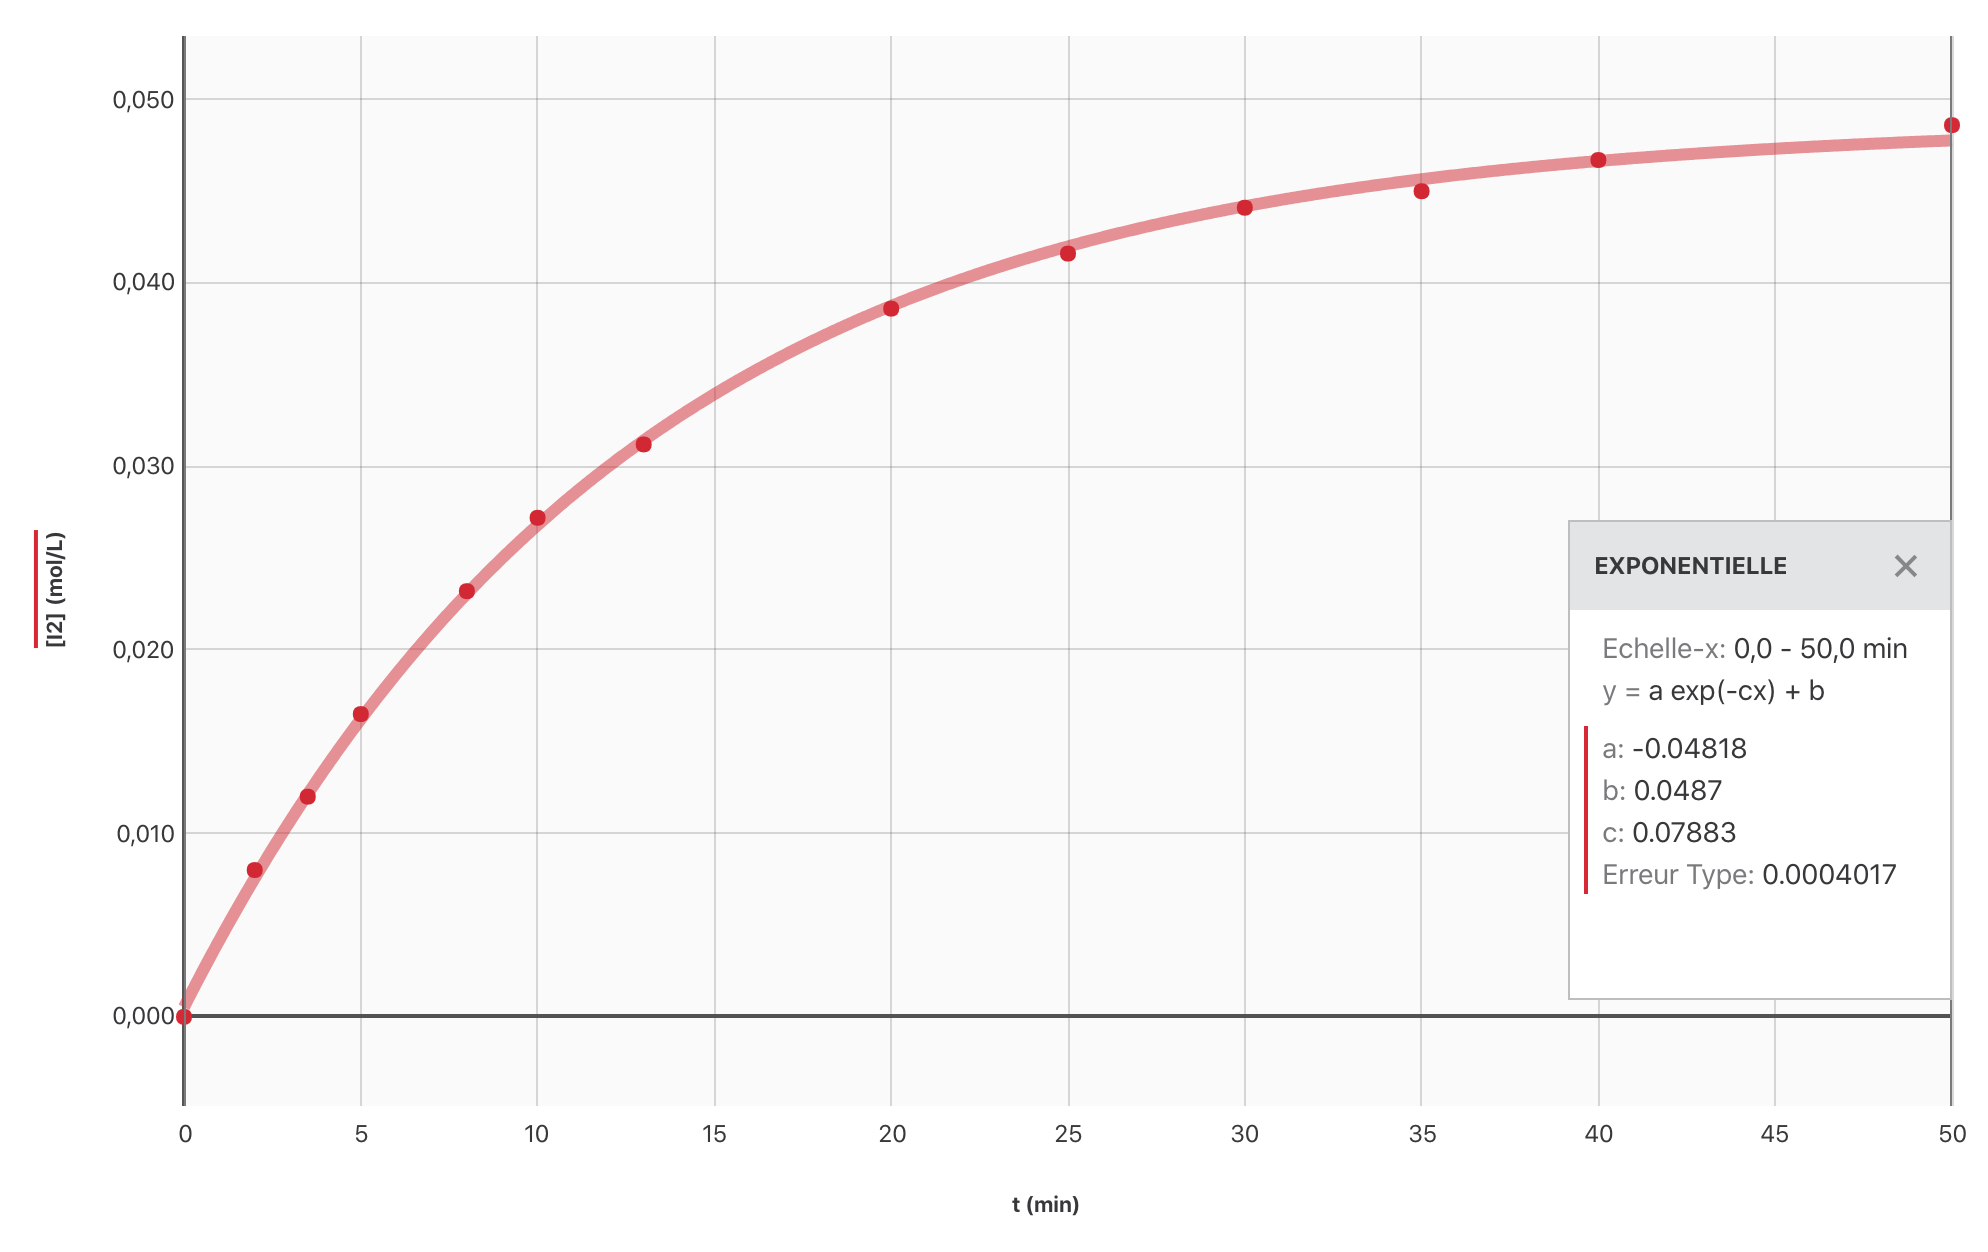 0,050
0,040
0,030
0,020
0,010
0,000
[I2] (mol/L)
0 5 10 15 20 25 30 35 40 45 50
t (min)
EXPONENTIELLE
Echelle-x: 0,0 - 50,0 min
y = a exp(-cx) + b
a: -0.04818
b: 0.0487
c: 0.07883
Erreur Type: 0.0004017